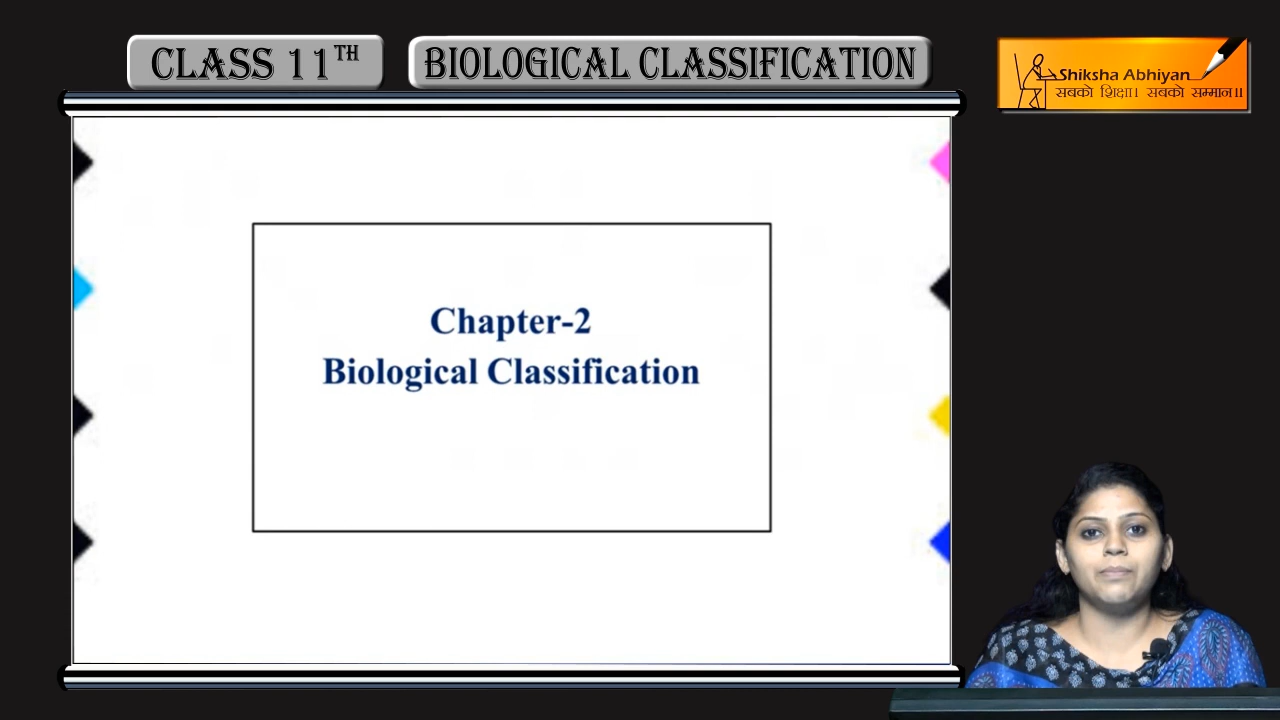 CLASS 11TH
BIOLOGICAL CLASSIFICATION
Shiksha Abhiyan
सबको शिक्षा। सबको सम्मान॥
Chapter-2
Biological Classification